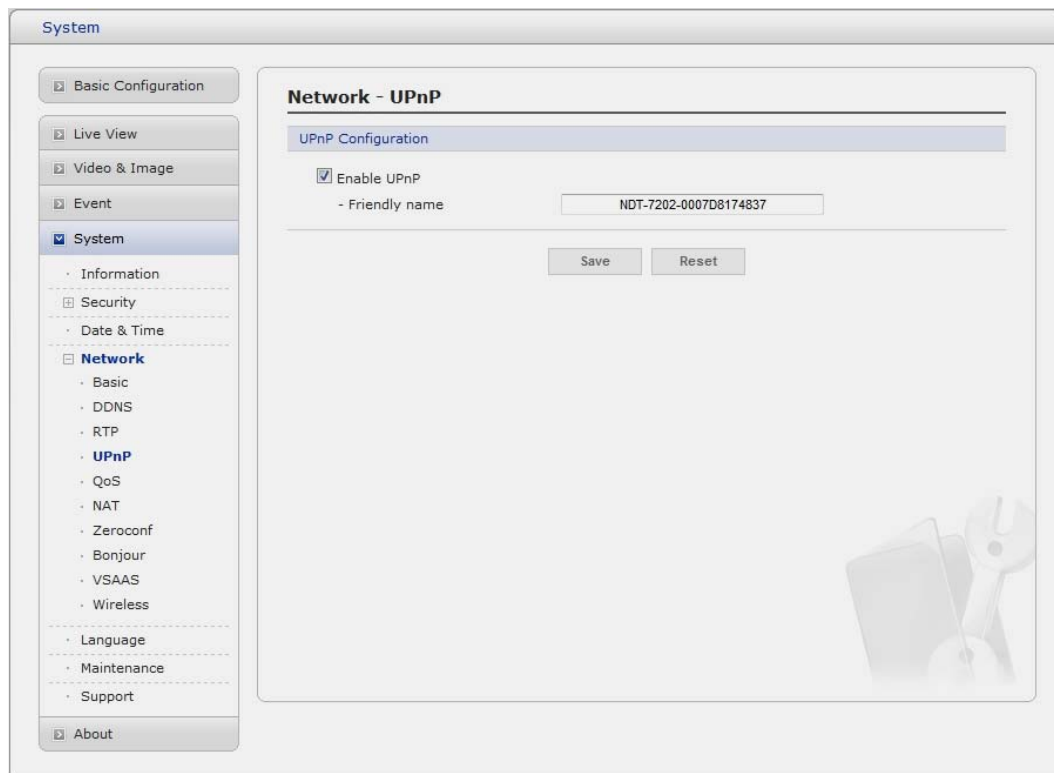 System
Basic Configuration
Live View
Video & Image
Event
System
Information
Security
Date & Time
Network
Basic
DDNS
RTP
UPnP
QoS
NAT
Zeroconf
Bonjour
VSAAS
Wireless
Language
Maintenance
Support
About
Network - UPnP
UPnP Configuration
Enable UPnP
- Friendly name NDT-7202-0007D8174837
Save Reset